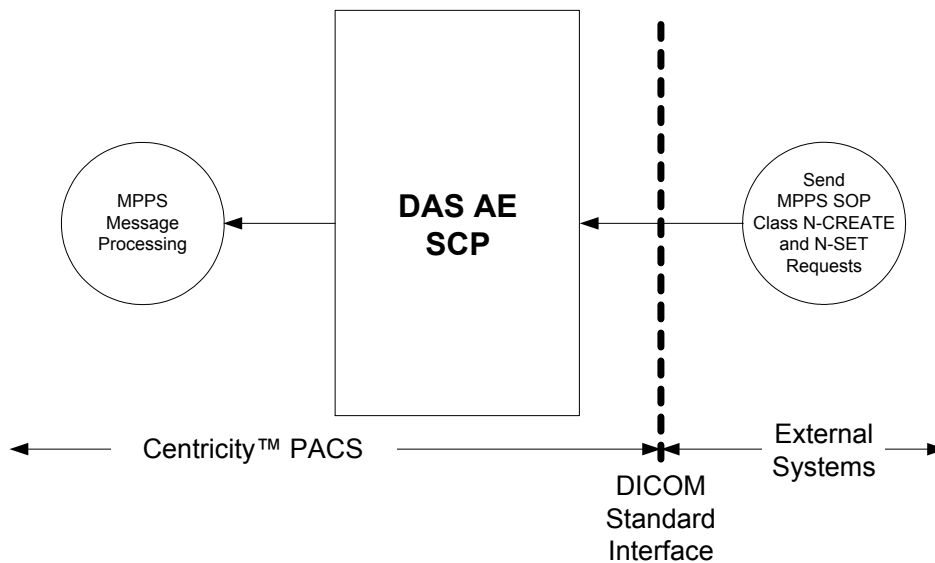 MPPS
Message
Processing
DAS AE
SCP
Send
MPPS SOP
Class N-CREATE
and N-SET
Requests
Centricity™ PACS
External
Systems
DICOM
Standard
Interface